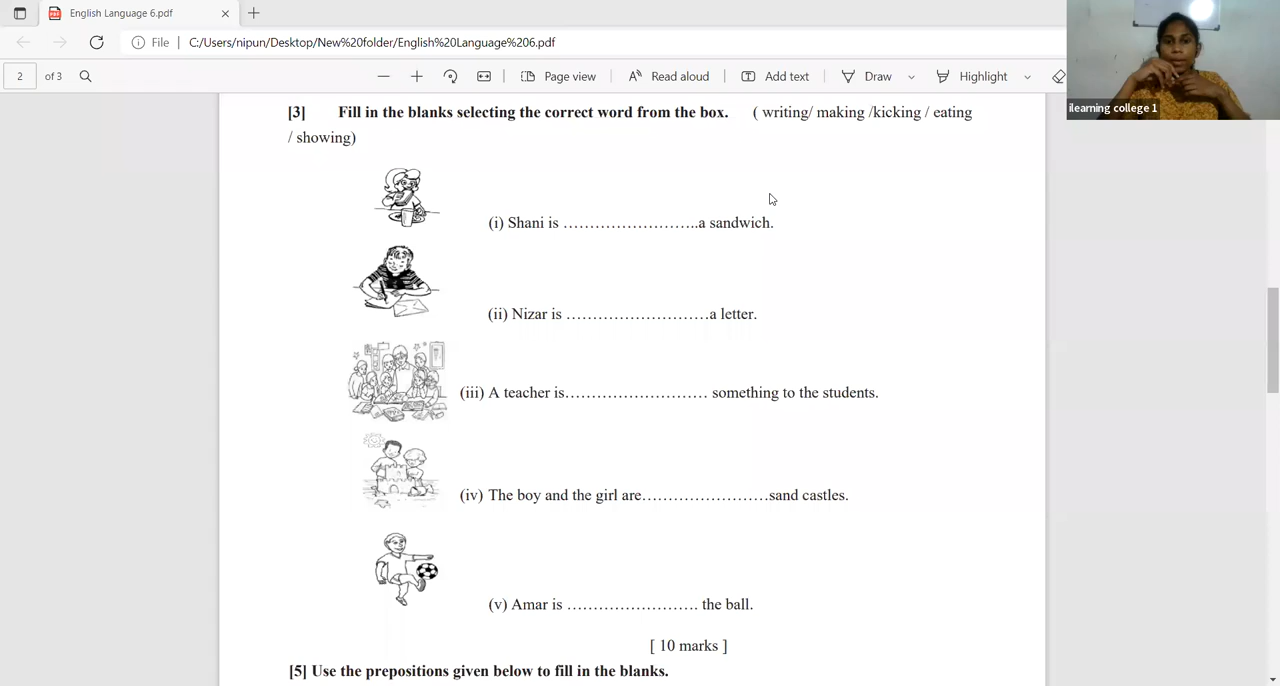 English Language 6.pdf
File
C:/Users/nipun/Desktop/New%20folder/English%20Language%206.pdf
2 of 3
Page view
Read aloud
Add text
Draw
Highlight
ilearning college 1
[3] Fill in the blanks selecting the correct word from the box. ( writing/ making /kicking / eating
/ showing)
(i) Shani is ……………………..a sandwich.
(ii) Nizar is ………………………a letter.
(iii) A teacher is……………………… something to the students.
(iv) The boy and the girl are……………………sand castles.
(v) Amar is ……………………. the ball.
[ 10 marks ]
[5] Use the prepositions given below to fill in the blanks.